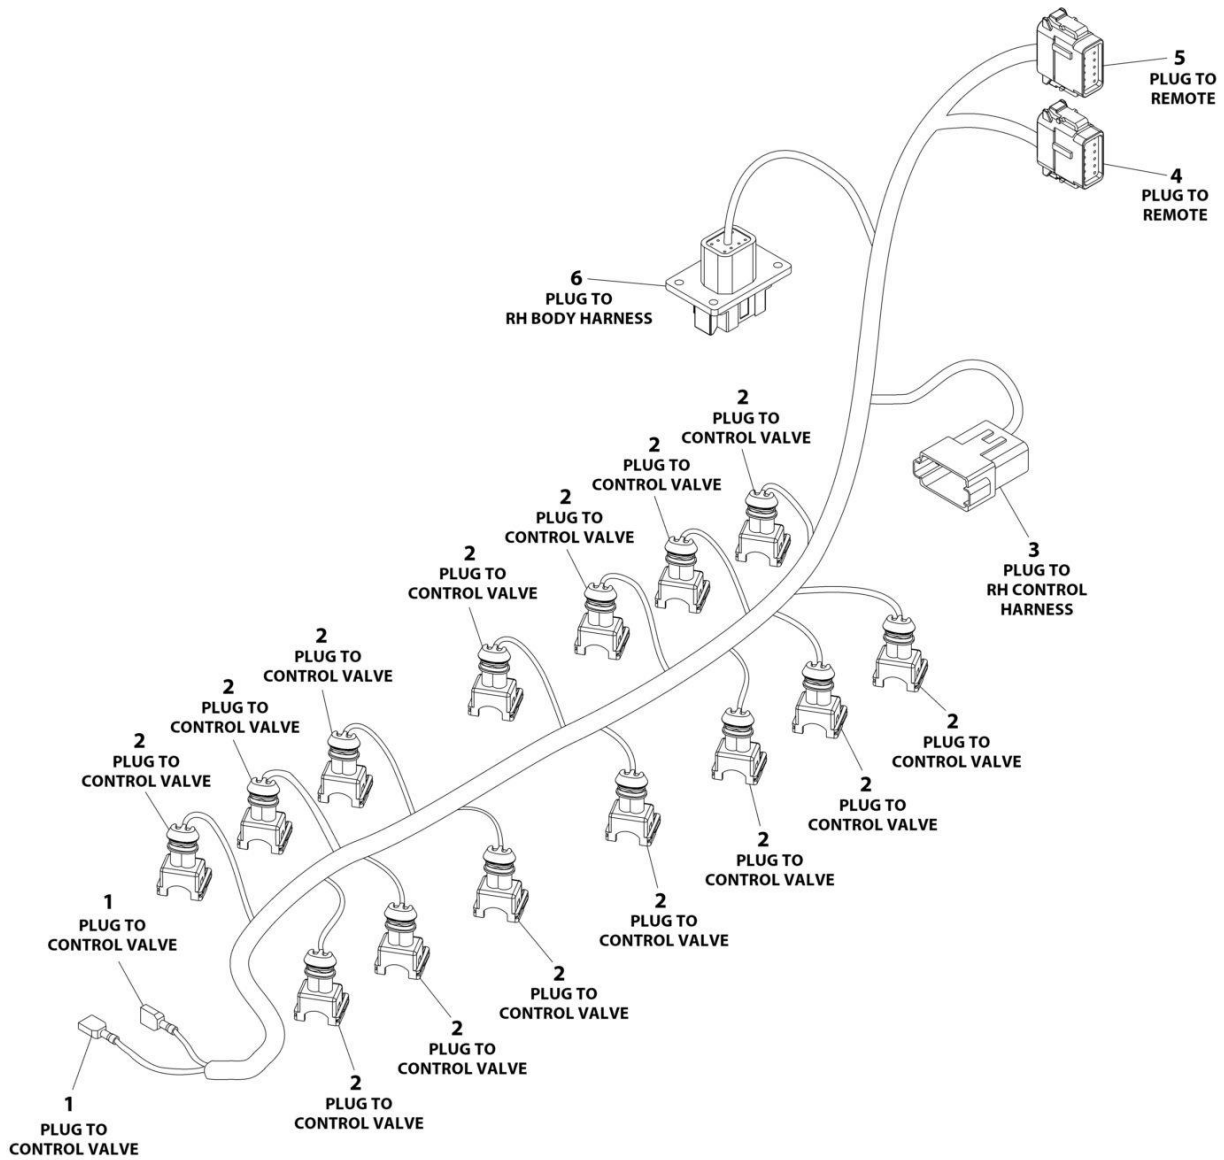 5
PLUG TO
REMOTE
4
PLUG TO
REMOTE
6
PLUG TO
RH BODY HARNESS
2
PLUG TO
CONTROL VALVE
2
PLUG TO
CONTROL VALVE
2
PLUG TO
CONTROL VALVE
2
PLUG TO
CONTROL VALVE
3
PLUG TO
RH CONTROL
HARNESS
2
PLUG TO
CONTROL VALVE
2
PLUG TO
CONTROL VALVE
2
PLUG TO
CONTROL VALVE
2
PLUG TO
CONTROL VALVE
2
PLUG TO
CONTROL VALVE
2
PLUG TO
CONTROL VALVE
2
PLUG TO
CONTROL VALVE
1
PLUG TO
CONTROL VALVE
2
PLUG TO
CONTROL VALVE
2
PLUG TO
CONTROL VALVE
2
PLUG TO
CONTROL VALVE
1
PLUG TO
CONTROL VALVE